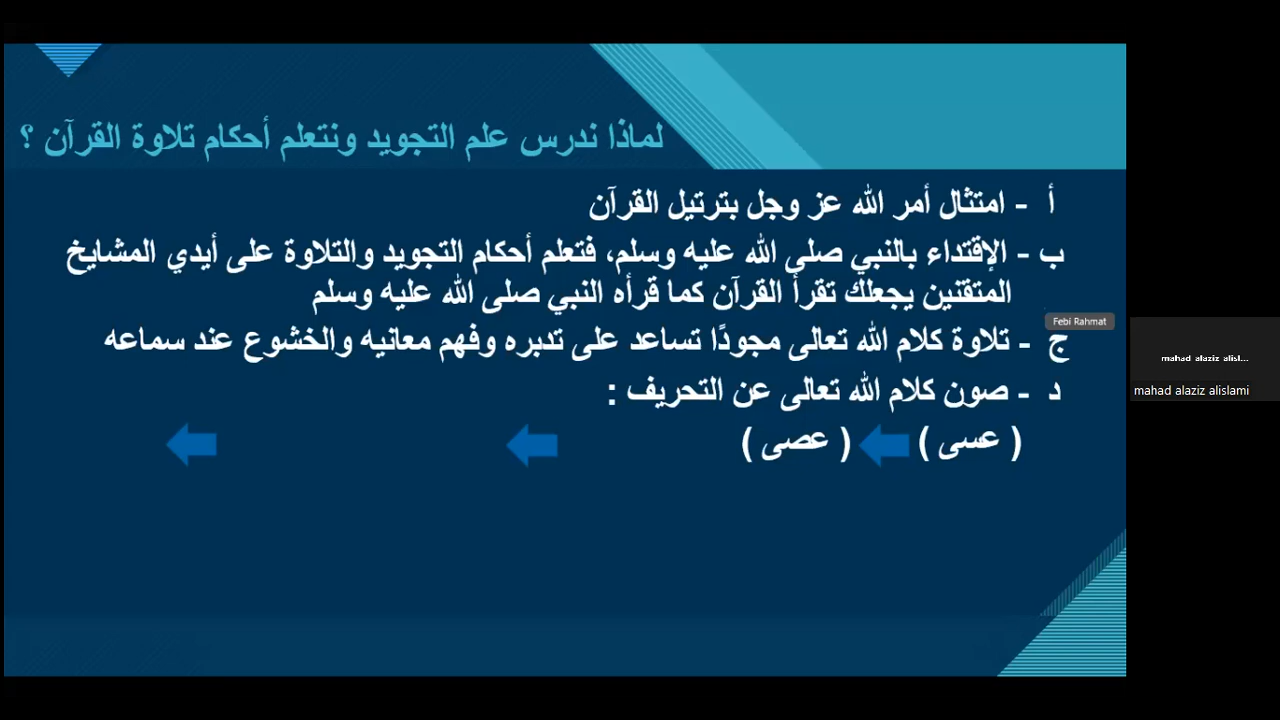 لماذا ندرس علم التجويد ونتعلم أحكام تلاوة القرآن ؟
أ - امتثال أمر الله عز وجل بترتيل القرآن
ب - الإقتداء بالنبي صلى الله عليه وسلم، فتعلم أحكام التجويد والتلاوة على أيدي المشايخ
المتقنين يجعلك تقرأ القرآن كما قرأه النبي صلى الله عليه وسلم
Febi Rahmat
ج - تلاوة كلام الله تعالى مجودًا تساعد على تدبره وفهم معانيه والخشوع عند سماعه
د - صون كلام الله تعالى عن التحريف :
( عسى ) ( عصى )
mahad alaziz alisl...
mahad alaziz alislami